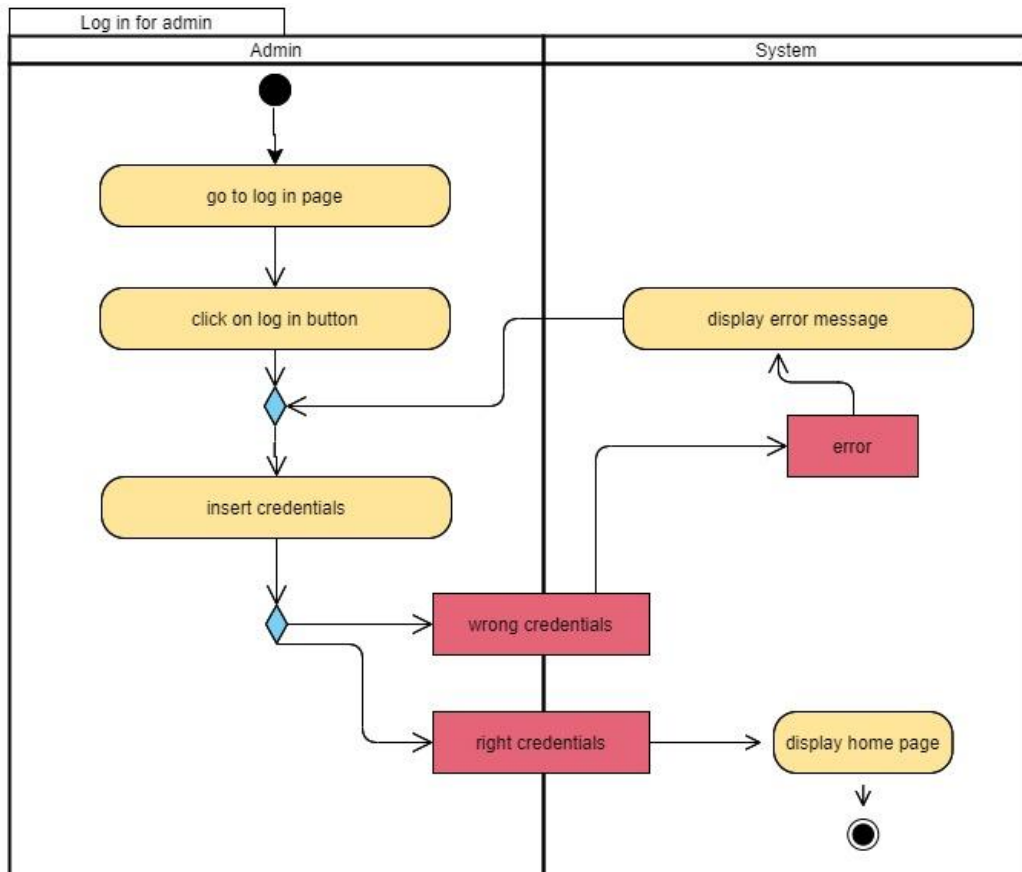 Log in for admin
Admin
System
go to log in page
click on log in button
display error message
error
insert credentials
wrong credentials
right credentials
display home page